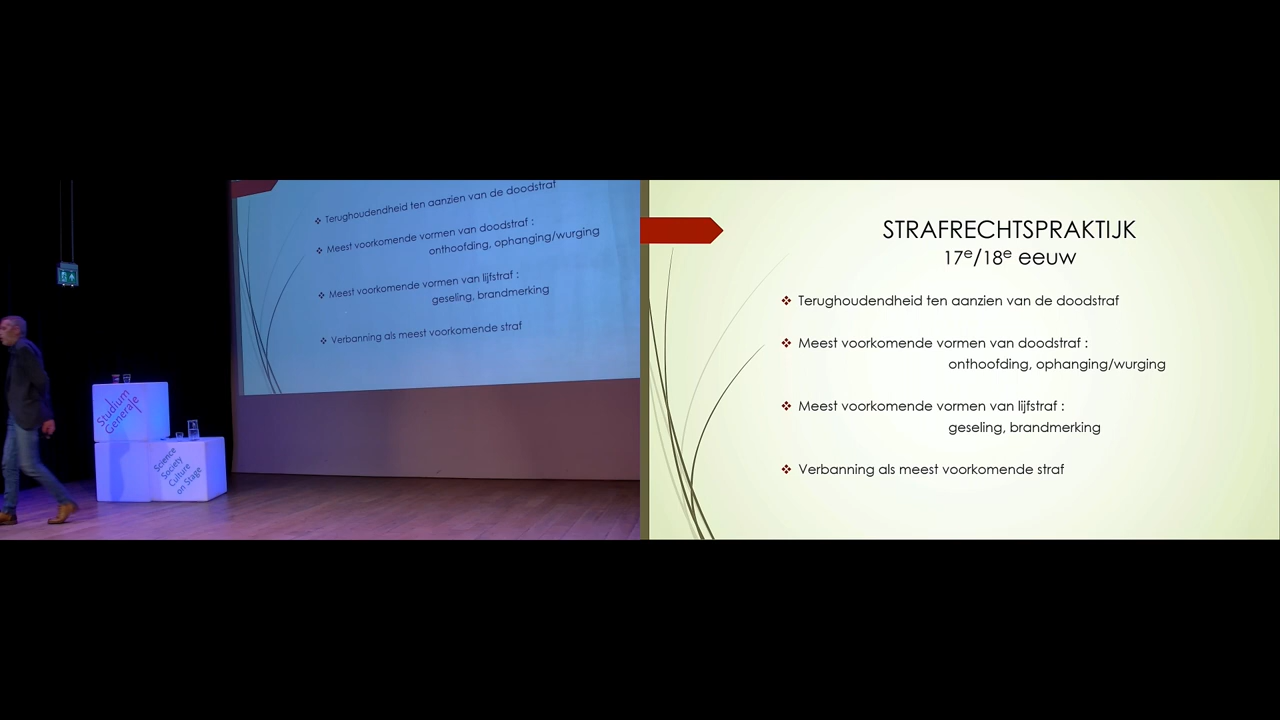 Terughoudendheid ten aanzien van de doodstraf
Meest voorkomende vormen van doodstraf :
onthoofding, ophanging/wurging
Meest voorkomende vormen van lijfstraf :
geseling, brandmerking
Verbanning als meest voorkomende straf
Studium
Generale
Science
Society
Culture
on Stage
STRAFRECHTSPRAKTIJK
17e/18e eeuw
Terughoudendheid ten aanzien van de doodstraf
Meest voorkomende vormen van doodstraf :
onthoofding, ophanging/wurging
Meest voorkomende vormen van lijfstraf :
geseling, brandmerking
Verbanning als meest voorkomende straf